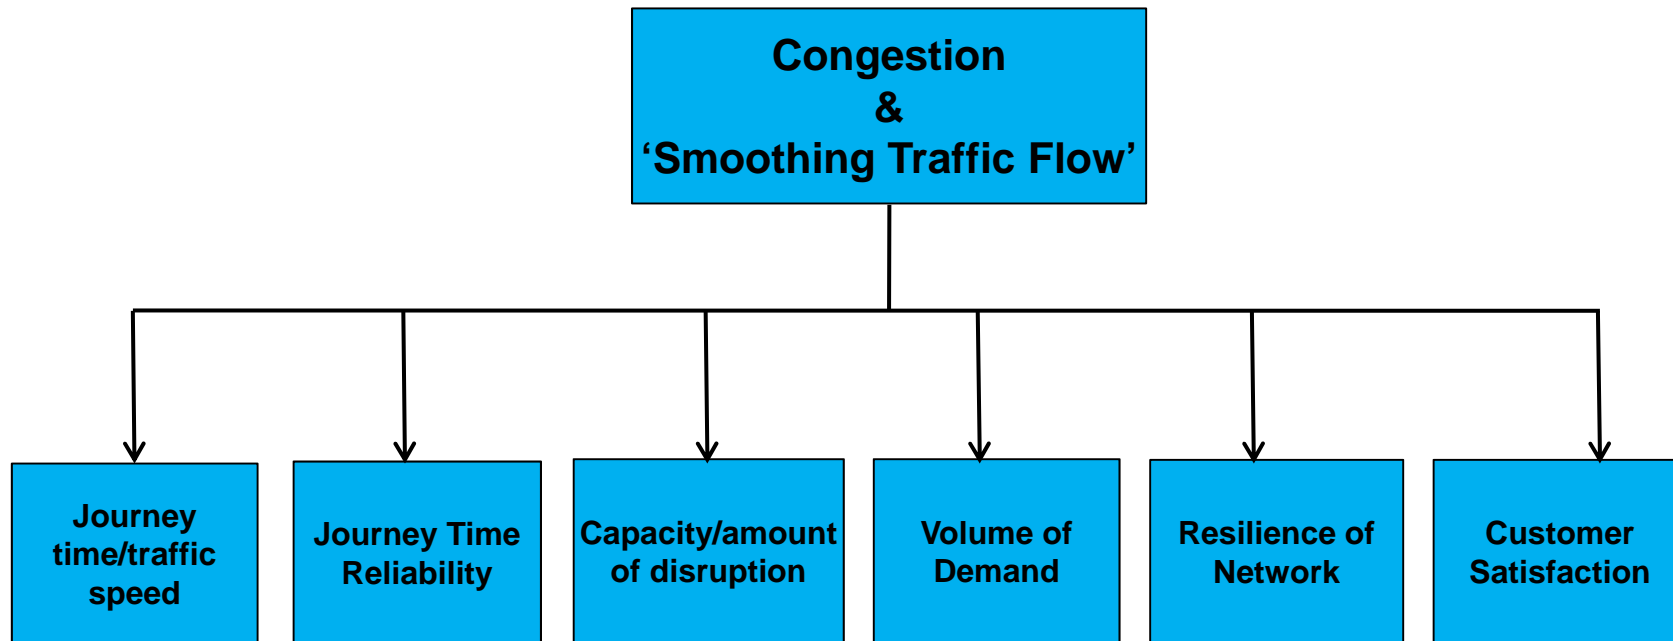 Congestion
&
‘Smoothing Traffic Flow’
Journey
time/traffic
speed
Journey Time
Reliability
Capacity/amount
of disruption
Volume of
Demand
Resilience of
Network
Customer
Satisfaction